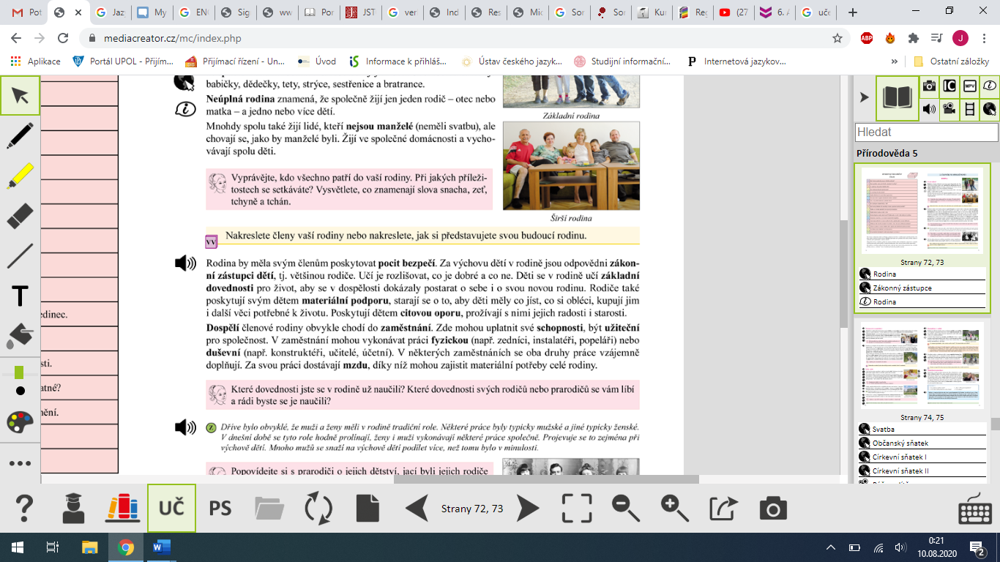 Pot
Jaz
My
ENG
Sig
ww
Por
JST
ver
Ind
Res
Mic
Sor
So
Kur
Reg
(27
6. A
uče
mediacreator.cz/mc/index.php
ABP
J
Aplikace
Portál UPOL - Přijím...
Přijímací řízení - Un...
Úvod
Informace k přihláš...
Ústav českého jazyk...
Studijní informační...
Internetová jazykov...
»
Ostatní záložky
babičky, dědečky, tety, strýce, sestřenice a bratrance.
Neúplná rodina znamená, že společně žijí jen jeden rodič – otec nebo
matka – a jedno nebo více dětí.
Mnohdy spolu také žijí lidé, kteří nejsou manželé (neměli svatbu), ale
chovají se, jako by manželé byli. Žijí ve společné domácnosti a vycho-
vávají spolu děti.
Základní rodina
Vyprávějte, kdo všechno patří do vaší rodiny. Při jakých příleži-
tostech se setkáváte? Vysvětlete, co znamenají slova snacha, zeť,
tchyně a tchán.
Širší rodina
VV
Nakreslete členy vaší rodiny nebo nakreslete, jak si představujete svou budoucí rodinu.
Rodina by měla svým členům poskytovat pocit bezpečí. Za výchovu dětí v rodině jsou odpovědni zákon-
ní zástupci dětí, tj. většinou rodiče. Učí je rozlišovat, co je dobré a co ne. Děti se v rodině učí základní
dovednosti pro život, aby se v dospělosti dokázaly postarat o sebe i o svou novou rodinu. Rodiče také
poskytují svým dětem materiální podporu, starají se o to, aby děti měly co jíst, co si obléci, kupují jim
i další věci potřebné k životu. Poskytují dětem citovou oporu, prožívají s nimi jejich radosti i starosti.
Dospělí členové rodiny obvykle chodí do zaměstnání. Zde mohou uplatnit své schopnosti, být užiteční
pro společnost. V zaměstnání mohou vykonávat práci fyzickou (např. zedníci, instalatéři, popeláři) nebo
duševní (např. konstruktéři, učitelé, účetní). V některých zaměstnáních se oba druhy práce vzájemně
doplňují. Za svou práci dostávají mzdu, díky níž mohou zajistit materiální potřeby celé rodiny.
Které dovednosti jste se v rodině už naučili? Které dovednosti svých rodičů nebo prarodičů se vám líbí
a rádi byste se je naučili?
Z
Dříve bylo obvyklé, že muži a ženy měli v rodině tradiční role. Některé práce byly typicky mužské a jiné typicky ženské.
V dnešní době se tyto role hodně prolínají, ženy i muži vykonávají některé práce společně. Projevuje se to zejména při
výchově dětí. Mnoho mužů se snaží na výchově dětí podílet více, než tomu bylo v minulosti.
Popovídejte si s prarodiči o jejich dětství, jací byli jejich rodiče
edinec.
sti.
atné?
nění.
T
IC
MPV
Hledat
Přírodověda 5
Strany 72, 73
Rodina
Zákonný zástupce
Rodina
Strany 74, 75
Svatba
Občanský sňatek
Církevní sňatek I
Církevní sňatek II
?
UČ
PS
Strany 72, 73
0:21
10.08.2020
2